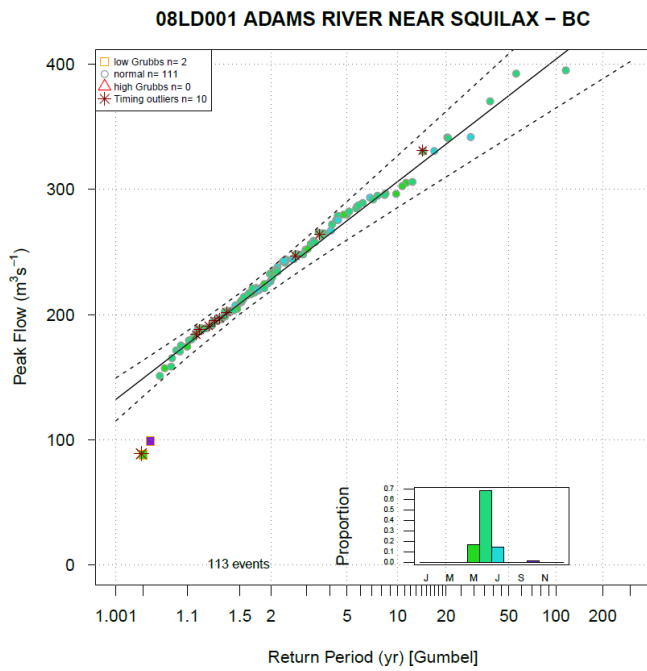 08LD001 ADAMS RIVER NEAR SQUILAX − BC
low Grubbs n= 2
normal n= 111
high Grubbs n= 0
Timing outliers n= 10
400
300
200
100
0
Peak Flow (m³s⁻¹)
113 events
Proportion
0.7
0.6
0.5
0.4
0.3
0.2
0.1
0.0
J M M J S N
1.001 1.1 1.5 2 5 10 20 50 100 200
Return Period (yr) [Gumbel]